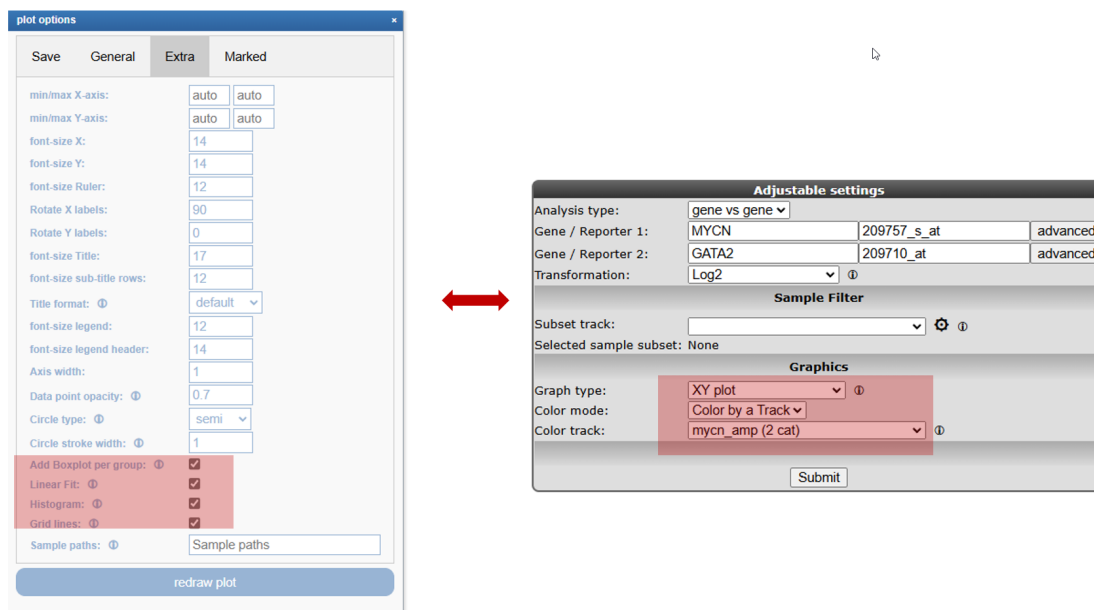 plot options ×
Save General Extra Marked
min/max X-axis: auto auto
min/max Y-axis: auto auto
font-size X: 14
font-size Y: 14
font-size Ruler: 12
Rotate X labels: 90
Rotate Y labels: 0
font-size Title: 17
font-size sub-title rows: 12
Title format: default
font-size legend: 12
font-size legend header: 14
Axis width: 1
Data point opacity: 0.7
Circle type: semi
Circle stroke width: 1
Add Boxplot per group:
Linear Fit:
Histogram:
Grid lines:
Sample paths: Sample paths
redraw plot
Adjustable settings
Analysis type: gene vs gene
Gene / Reporter 1: MYCN 209757_s_at advanced
Gene / Reporter 2: GATA2 209710_at advanced
Transformation: Log2
Sample Filter
Subset track:
Selected sample subset: None
Graphics
Graph type: XY plot
Color mode: Color by a Track
Color track: mycn_amp (2 cat)
Submit